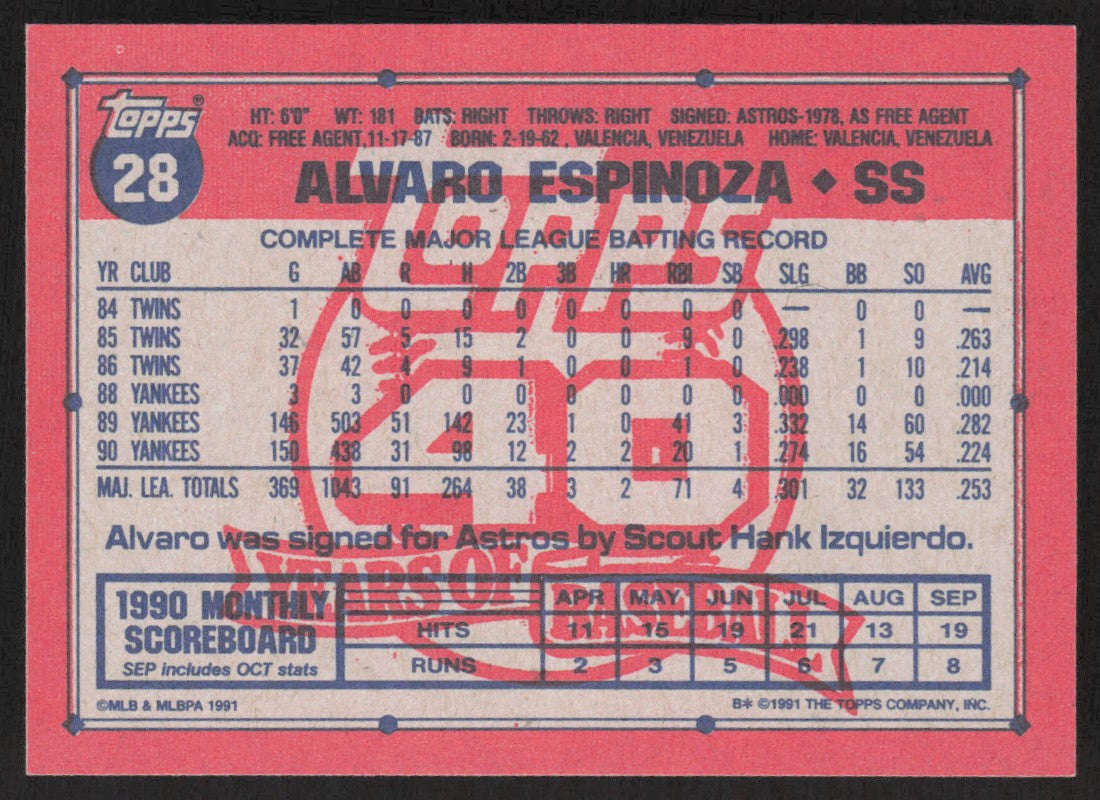 Topps®
28
HT: 6'0" WT: 181 BATS: RIGHT THROWS: RIGHT SIGNED: ASTROS-1978, AS FREE AGENT
ACQ: FREE AGENT,11-17-87 BORN: 2-19-62 , VALENCIA, VENEZUELA HOME: VALENCIA, VENEZUELA
ALVARO ESPINOZA ♦ SS
TOPPS
40
YEARS OF BASEBALL
COMPLETE MAJOR LEAGUE BATTING RECORD
YR CLUB G AB R H 2B 3B HR RBI SB SLG BB SO AVG
84 TWINS 1 0 0 0 0 0 0 0 0 — 0 0 —
85 TWINS 32 57 5 15 2 0 0 9 0 .298 1 9 .263
86 TWINS 37 42 4 9 1 0 0 1 0 .238 1 10 .214
88 YANKEES 3 3 0 0 0 0 0 0 0 .000 0 0 .000
89 YANKEES 146 503 51 142 23 1 0 41 3 .332 14 60 .282
90 YANKEES 150 438 31 98 12 2 2 20 1 .274 16 54 .224
MAJ. LEA. TOTALS 369 1043 91 264 38 3 2 71 4 .301 32 133 .253
Alvaro was signed for Astros by Scout Hank Izquierdo.
1990 MONTHLY
SCOREBOARD
SEP includes OCT stats
APR MAY JUN JUL AUG SEP
HITS 11 15 19 21 13 19
RUNS 2 3 5 6 7 8
©MLB & MLBPA 1991
B* ©1991 THE TOPPS COMPANY, INC.